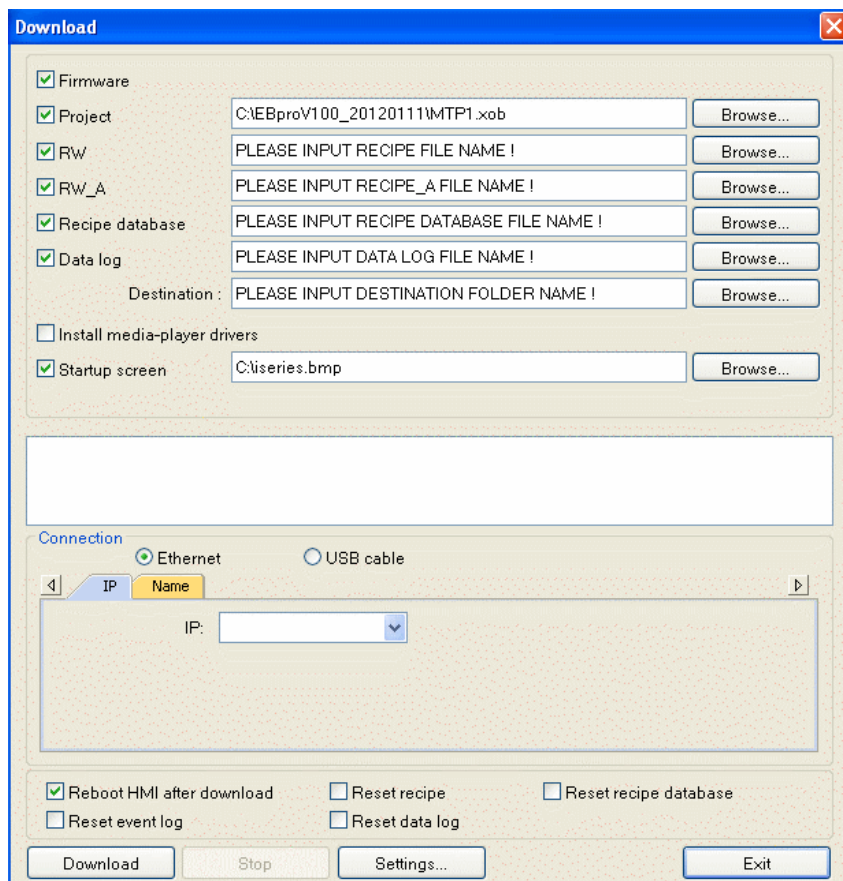 Download
Firmware
Project C:\EBproV100_20120111\MTP1.xob Browse...
RW PLEASE INPUT RECIPE FILE NAME ! Browse...
RW_A PLEASE INPUT RECIPE_A FILE NAME ! Browse...
Recipe database PLEASE INPUT RECIPE DATABASE FILE NAME ! Browse...
Data log PLEASE INPUT DATA LOG FILE NAME ! Browse...
Destination : PLEASE INPUT DESTINATION FOLDER NAME ! Browse...
Install media-player drivers
Startup screen C:\iseries.bmp Browse...
Connection
Ethernet USB cable
IP Name
IP:
Reboot HMI after download Reset recipe Reset recipe database
Reset event log Reset data log
Download Stop Settings... Exit